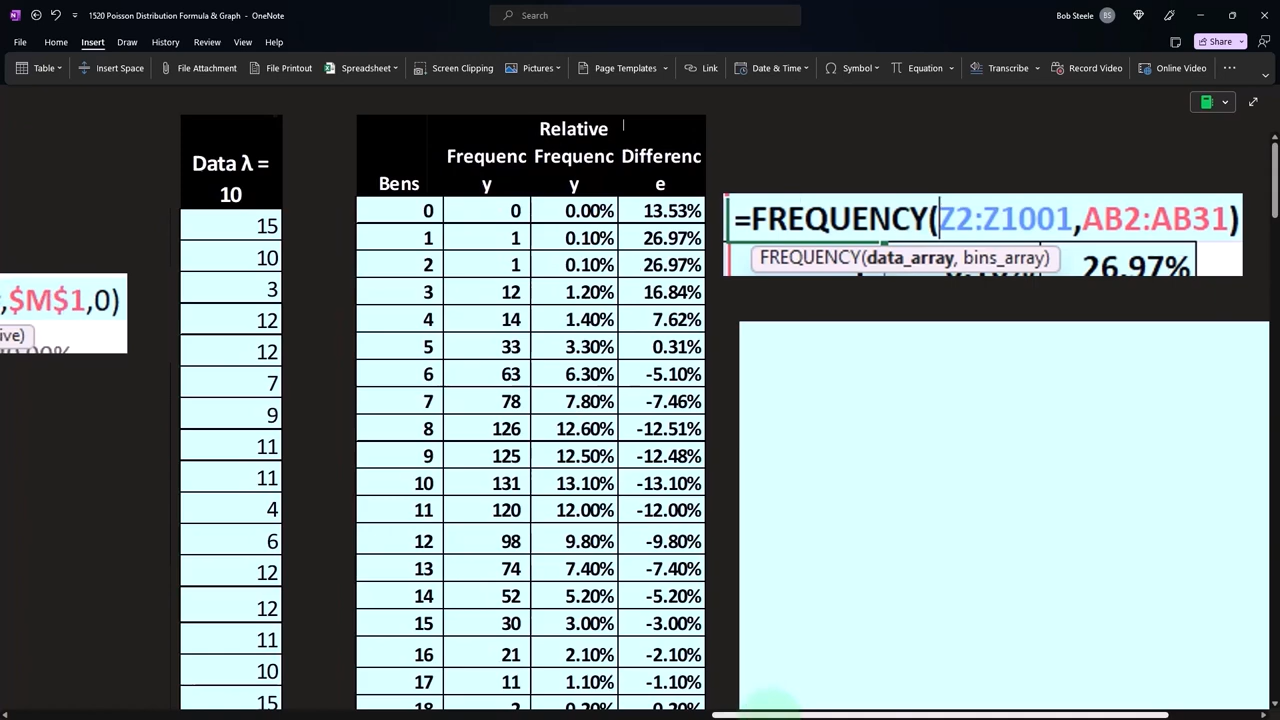 1520 Poisson Distribution Formula & Graph - OneNote
Search
Bob Steele
BS
File Home Insert Draw History Review View Help
Share
Table Insert Space File Attachment File Printout Spreadsheet Screen Clipping Pictures Page Templates Link Date & Time Symbol Equation Transcribe Record Video Online Video
,$M$1,0)
ive)
Data λ =
10
15
10
3
12
12
7
9
11
11
4
6
12
12
11
10
15
Relative
Frequenc Frequenc Differenc
Bens y y e
0 0 0.00% 13.53%
1 1 0.10% 26.97%
2 1 0.10% 26.97%
3 12 1.20% 16.84%
4 14 1.40% 7.62%
5 33 3.30% 0.31%
6 63 6.30% -5.10%
7 78 7.80% -7.46%
8 126 12.60% -12.51%
9 125 12.50% -12.48%
10 131 13.10% -13.10%
11 120 12.00% -12.00%
12 98 9.80% -9.80%
13 74 7.40% -7.40%
14 52 5.20% -5.20%
15 30 3.00% -3.00%
16 21 2.10% -2.10%
17 11 1.10% -1.10%
=FREQUENCY(Z2:Z1001,AB2:AB31)
FREQUENCY(data_array, bins_array)
26.97%